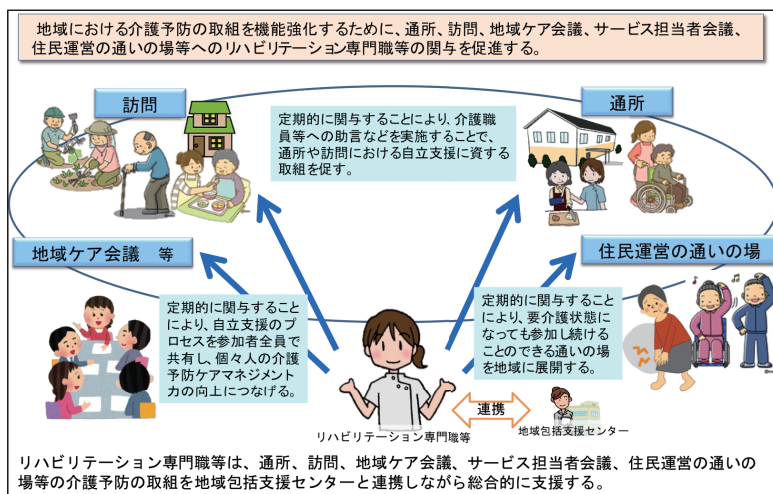 地域における介護予防の取組を機能強化するために、通所、訪問、地域ケア会議、サービス担当者会議、
住民運営の通いの場等へのリハビリテーション専門職等の関与を促進する。
訪問
通所
定期的に関与することにより、介護職
員等への助言などを実施することで、
通所や訪問における自立支援に資する
取組を促す。
地域ケア会議 等
住民運営の通いの場
定期的に関与すること
により、自立支援のプ
ロセスを参加者全員で
共有し、個々人の介護
予防ケアマネジメント
力の向上につなげる。
定期的に関与すること
により、要介護状態に
なっても参加し続ける
ことのできる通いの場
を地域に展開する。
連携
リハビリテーション専門職等
地域包括支援センター
リハビリテーション専門職等は、通所、訪問、地域ケア会議、サービス担当者会議、住民運営の通いの
場等の介護予防の取組を地域包括支援センターと連携しながら総合的に支援する。